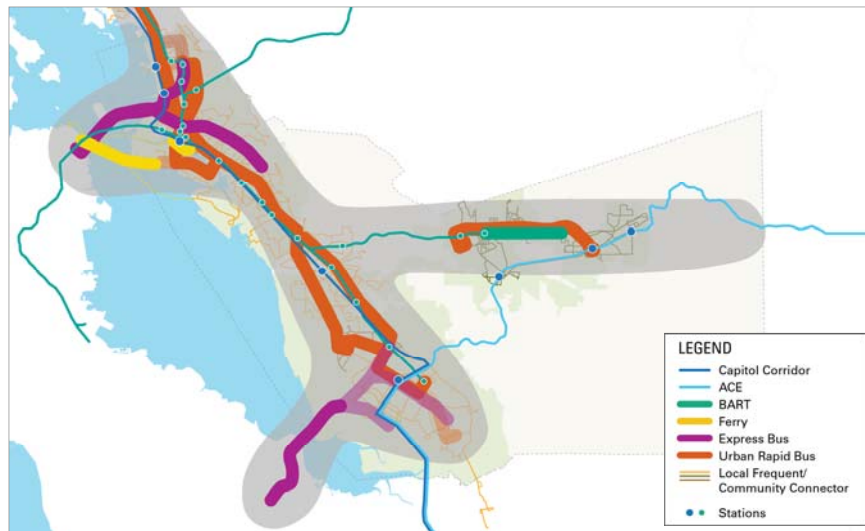 LEGEND
Capitol Corridor
ACE
BART
Ferry
Express Bus
Urban Rapid Bus
Local Frequent/
Community Connector
Stations